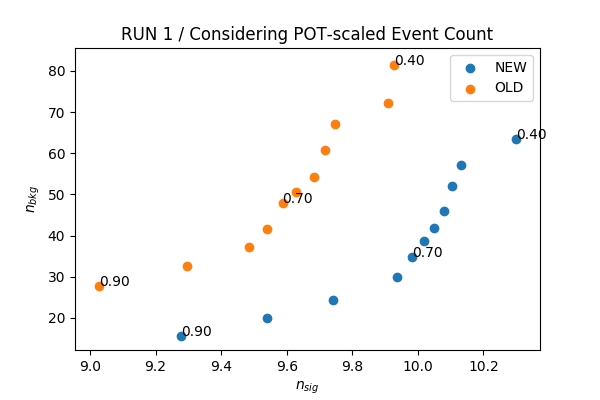 RUN 1 / Considering POT-scaled Event Count
0.40
NEW
OLD
80
70
60
50
40
30
20
n_bkg
0.40
0.70
0.70
0.90
0.90
9.0 9.2 9.4 9.6 9.8 10.0 10.2
n_sig